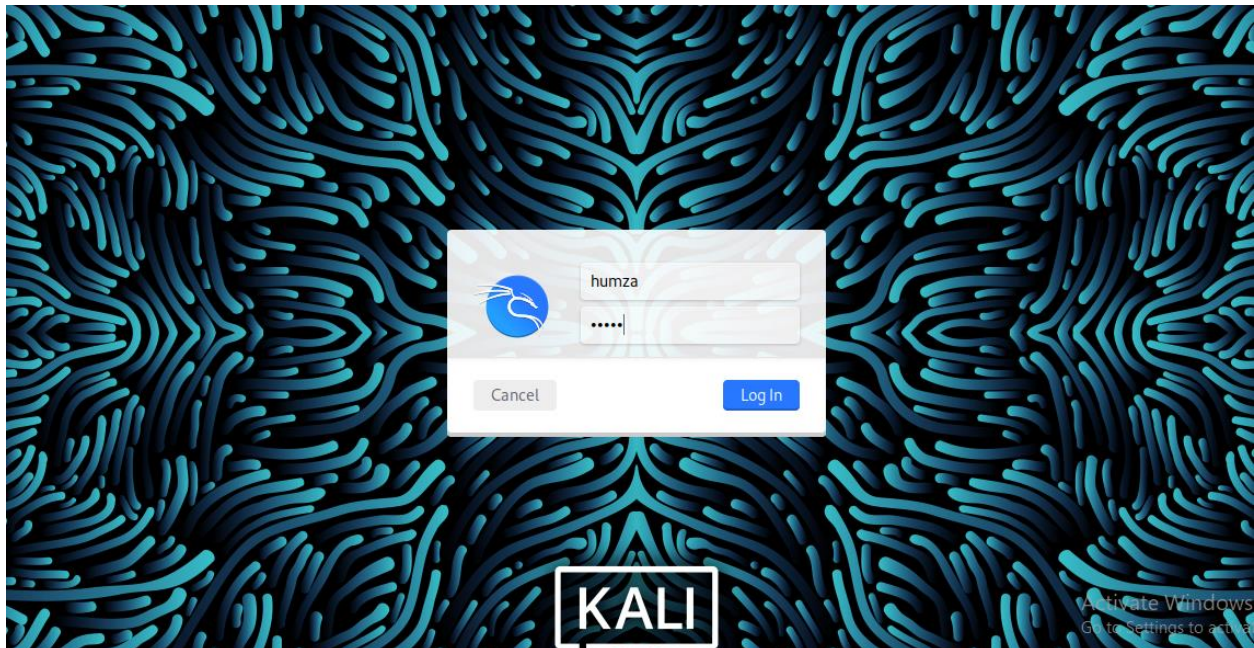 humza
•••••
Cancel
Log In
KALI
Activate Windows
Go to Settings to activa